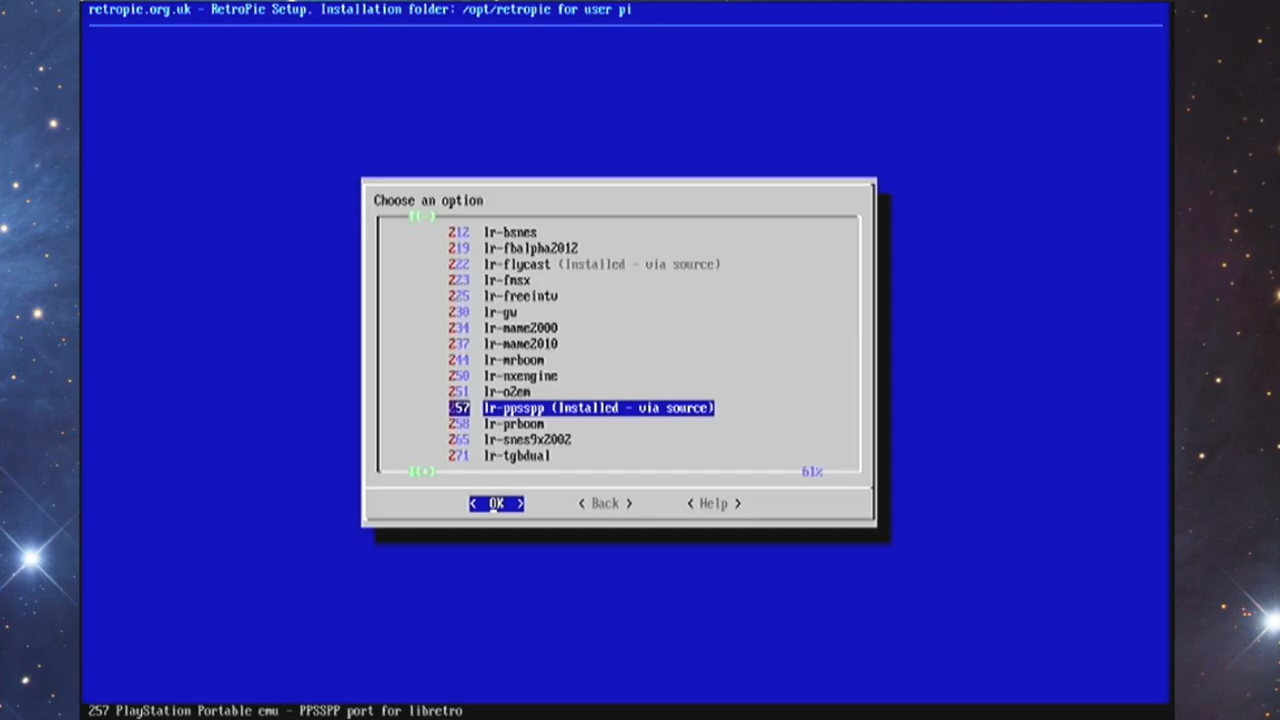 retropie.org.uk - RetroPie Setup. Installation folder: /opt/retropie for user pi
Choose an option
↑(-)
212 lr-bsnes
219 lr-fbalpha2012
222 lr-flycast (Installed - via source)
223 lr-fmsx
225 lr-freeintv
230 lr-gw
234 lr-mame2000
237 lr-mame2010
244 lr-mrboom
250 lr-nxengine
251 lr-o2em
257 lr-ppsspp (Installed - via source)
258 lr-prboom
265 lr-snes9x2002
271 lr-tgbdual
↓(+) 61%
< OK > < Back > < Help >
257 PlayStation Portable emu - PPSSPP port for libretro